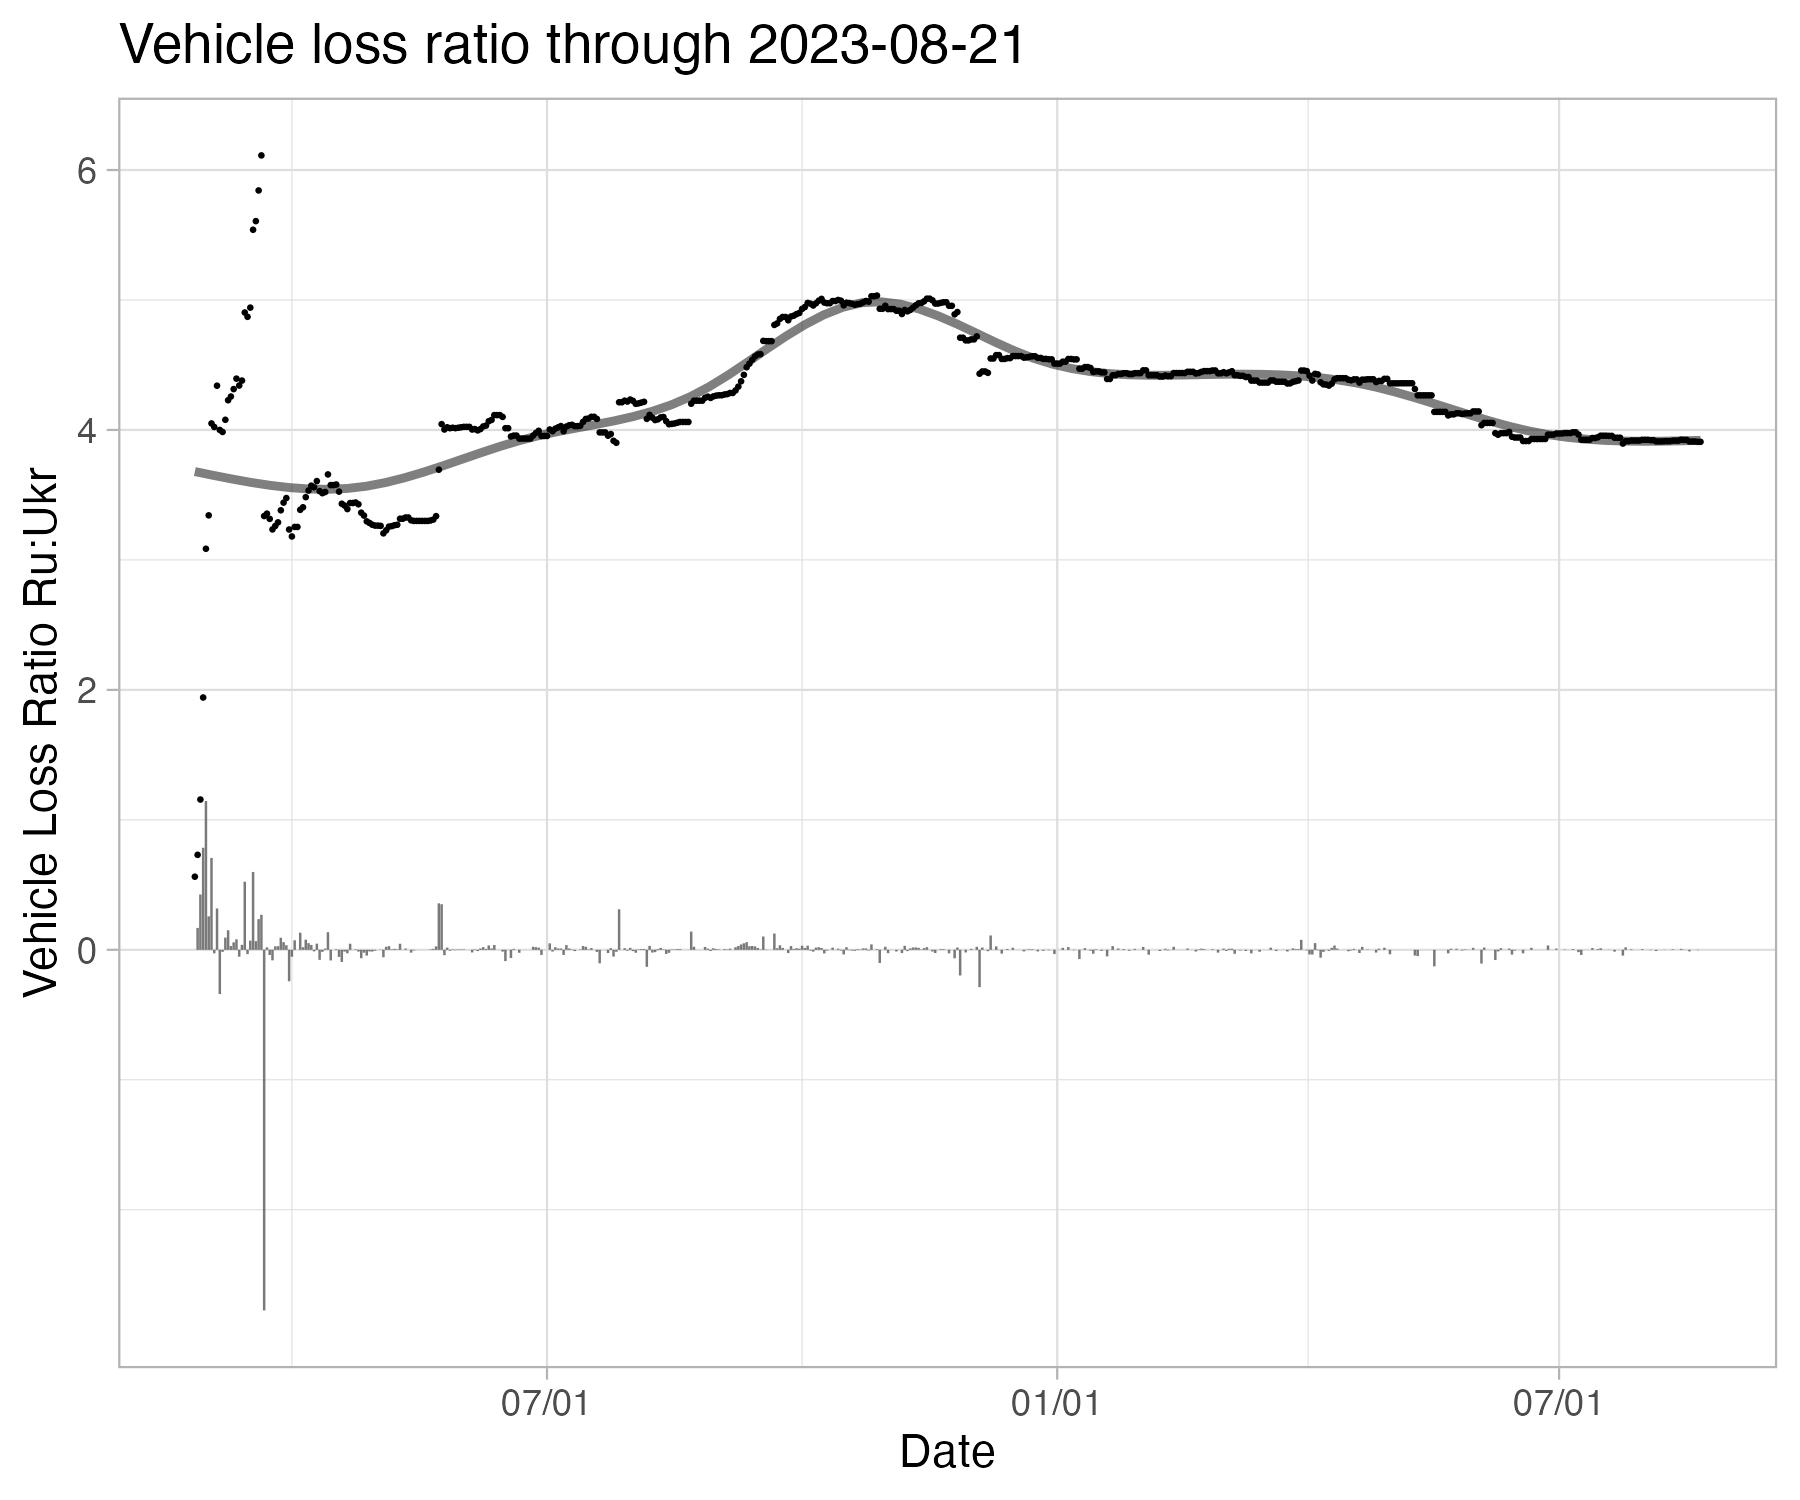 Vehicle loss ratio through 2023-08-21
Vehicle Loss Ratio Ru:Ukr
6
4
2
0
07/01
01/01
07/01
Date